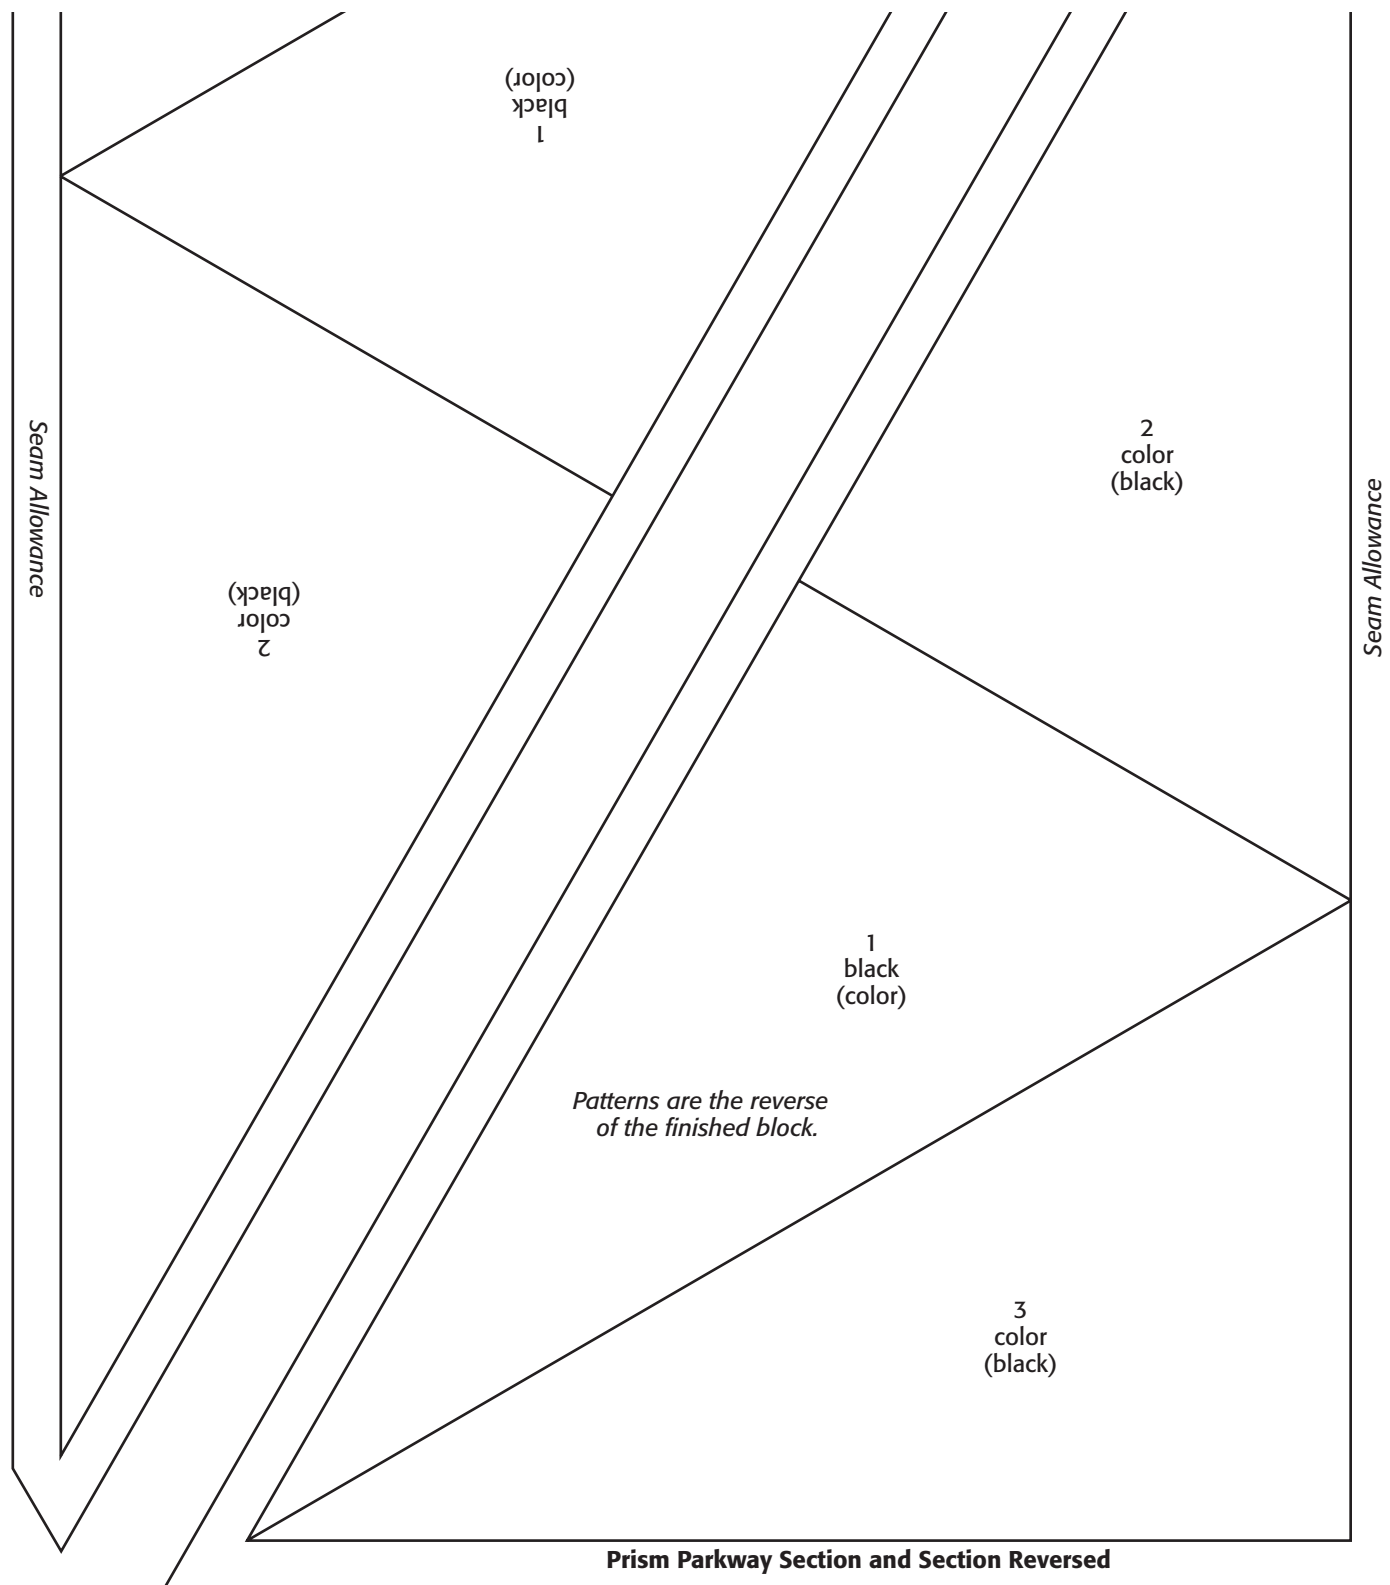 1
black
(color)
Seam Allowance
2
color
(black)
2
color
(black)
Seam Allowance
1
black
(color)
Patterns are the reverse
of the finished block.
3
color
(black)
Prism Parkway Section and Section Reversed